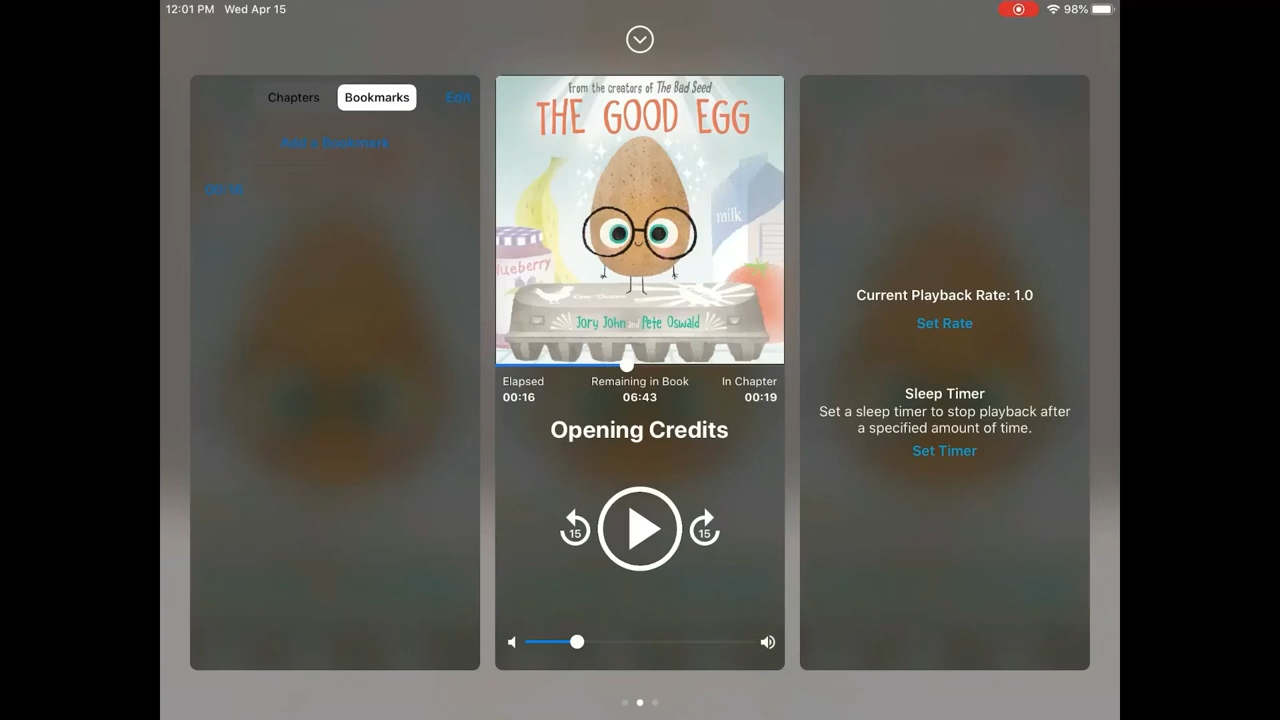 12:01 PM Wed Apr 15
98%
Chapters Bookmarks Edit
Add a Bookmark
From the creators of The Bad Seed
THE GOOD EGG
milk
lueberry
Jory John and Pete Oswald
Elapsed Remaining in Book In Chapter
00:16 06:43 00:19
Opening Credits
15 15
Current Playback Rate: 1.0
Set Rate
Sleep Timer
Set a sleep timer to stop playback after
a specified amount of time.
Set Timer